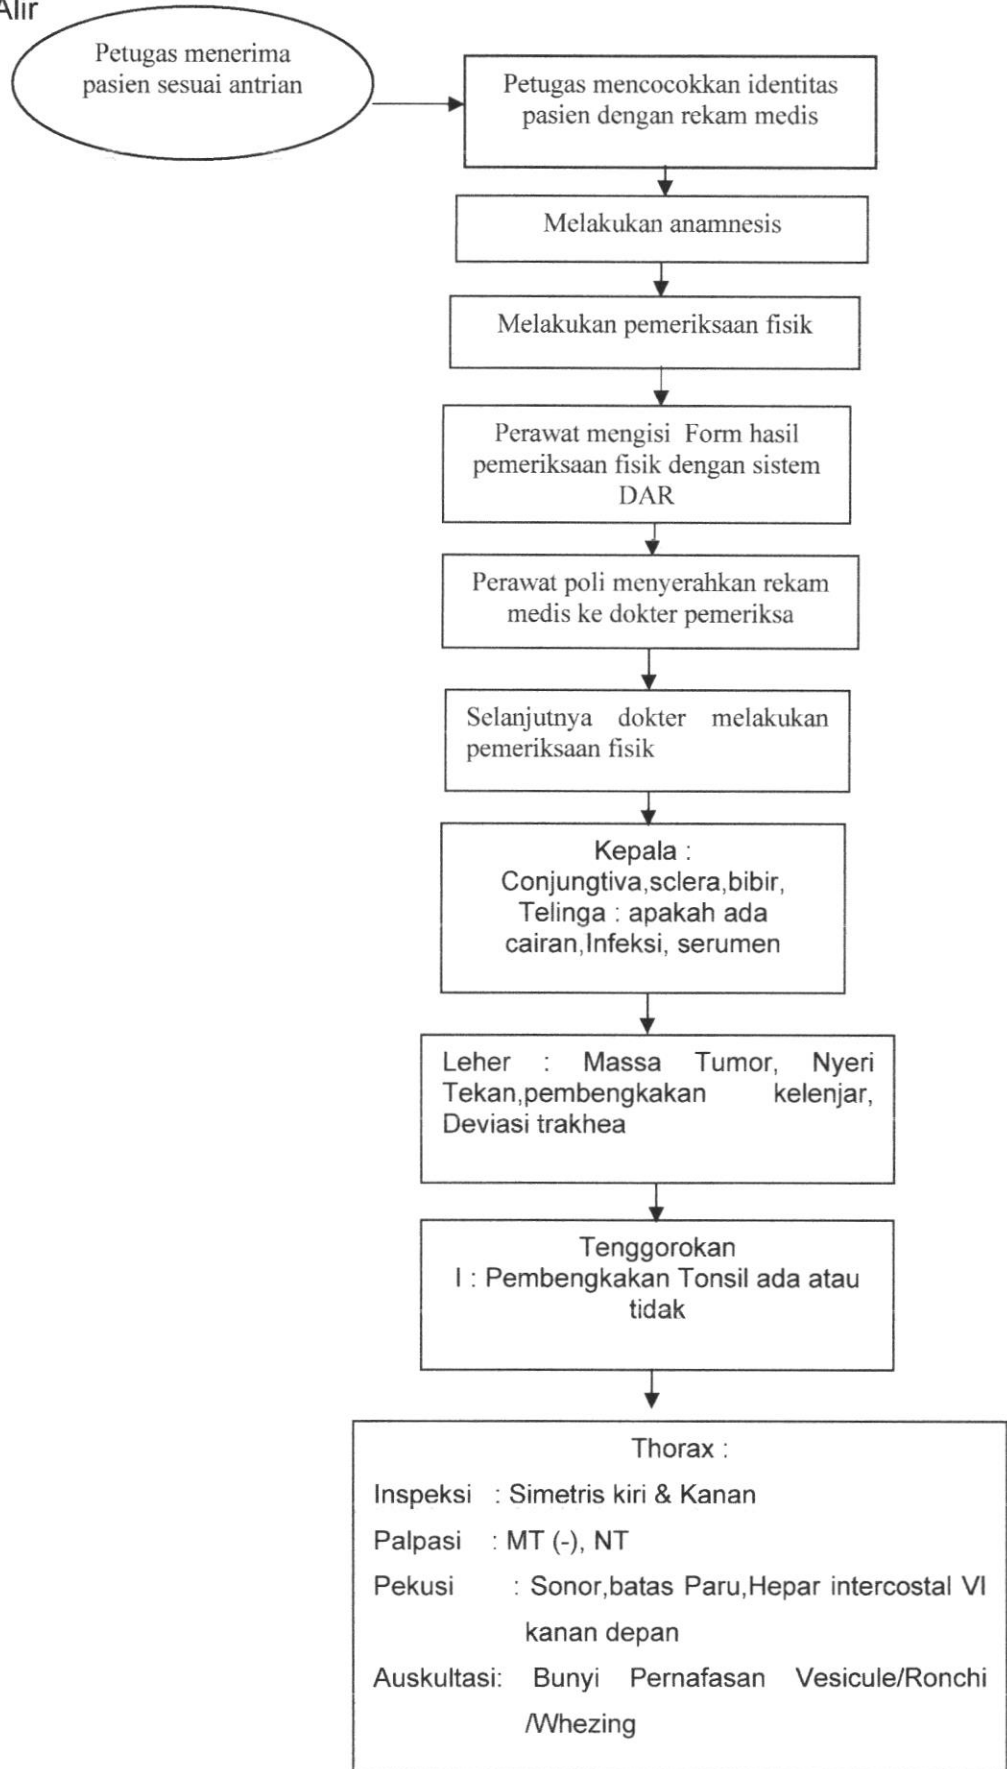 Alir
Petugas menerima
pasien sesuai antrian
Petugas mencocokkan identitas
pasien dengan rekam medis
Melakukan anamnesis
Melakukan pemeriksaan fisik
Perawat mengisi Form hasil
pemeriksaan fisik dengan sistem
DAR
Perawat poli menyerahkan rekam
medis ke dokter pemeriksa
Selanjutnya dokter melakukan
pemeriksaan fisik
Kepala :
Conjungtiva,sclera,bibir,
Telinga : apakah ada
cairan,Infeksi, serumen
Leher : Massa Tumor, Nyeri
Tekan,pembengkakan kelenjar,
Deviasi trakhea
Tenggorokan
I : Pembengkakan Tonsil ada atau
tidak
Thorax :
Inspeksi : Simetris kiri & Kanan
Palpasi : MT (-), NT
Pekusi : Sonor,batas Paru,Hepar intercostal VI
kanan depan
Auskultasi: Bunyi Pernafasan Vesicule/Ronchi
/Whezing